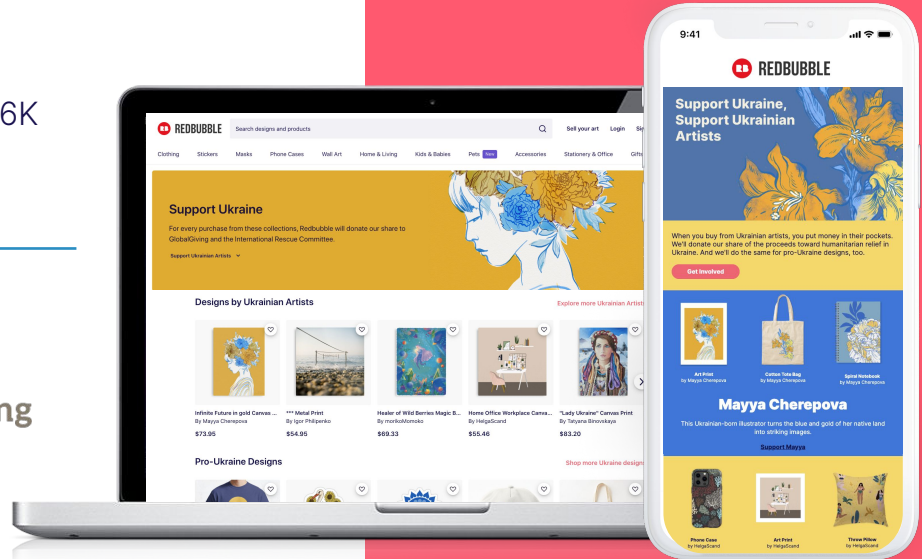 6K
ng
REDBUBBLE
Search designs and products
Sell your art Login
Clothing Stickers Masks Phone Cases Wall Art Home & Living Kids & Babies Pets New Accessories Stationery & Office Gifts
Support Ukraine
For every purchase from these collections, Redbubble will donate our share to
GlobalGiving and the International Rescue Committee.
Support Ukrainian Artists
Designs by Ukrainian Artists Explore more Ukrainian Artists
Infinite Future in gold Canvas ...
By Mayya Cherepova
$73.95
*** Metal Print
By Igor Philipenko
$54.95
Healer of Wild Berries Magic B...
By morikoMomoko
$69.33
Home Office Workplace Canva...
By HelgaScand
$55.46
"Lady Ukraine" Canvas Print
By Tatyana Binovskaya
$83.20
Pro-Ukraine Designs Shop more Ukraine designs
9:41
REDBUBBLE
Support Ukraine,
Support Ukrainian
Artists
When you buy from Ukrainian artists, you put money in their pockets.
We'll donate our share of the proceeds toward humanitarian relief in
Ukraine. And we'll do the same for pro-Ukraine designs, too.
Get Involved
Art Print
by Mayya Cherepova
Cotton Tote Bag
by Mayya Cherepova
Spiral Notebook
by Mayya Cherepova
Mayya Cherepova
This Ukrainian-born illustrator turns the blue and gold of her native land
into striking images.
Support Mayya
Phone Case
by HelgaScand
Art Print
by HelgaScand
Throw Pillow
by HelgaScand